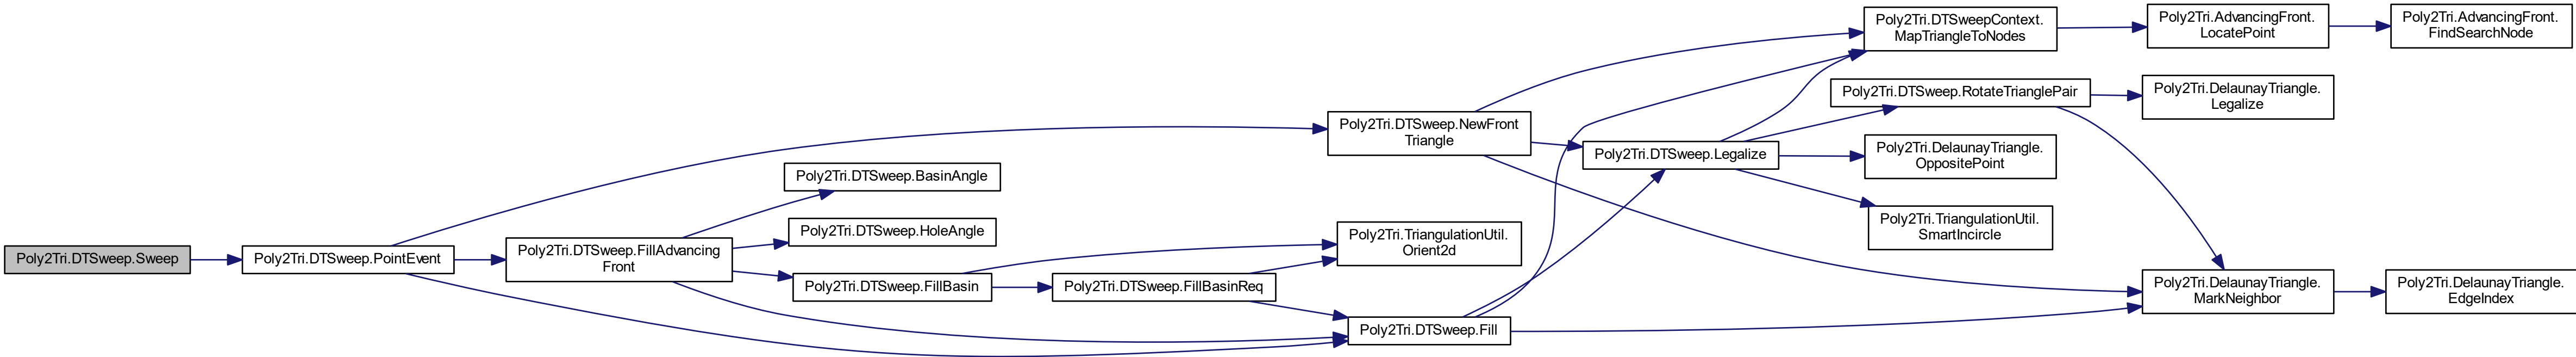 Poly2Tri.DTSweep.Sweep
Poly2Tri.DTSweep.PointEvent
Poly2Tri.DTSweep.FillAdvancing
Front
Poly2Tri.DTSweep.BasinAngle
Poly2Tri.DTSweep.HoleAngle
Poly2Tri.DTSweep.FillBasin
Poly2Tri.DTSweep.FillBasinReq
Poly2Tri.DTSweep.NewFront
Triangle
Poly2Tri.TriangulationUtil.
Orient2d
Poly2Tri.DTSweep.Fill
Poly2Tri.DTSweep.Legalize
Poly2Tri.DTSweepContext.
MapTriangleToNodes
Poly2Tri.DTSweep.RotateTrianglePair
Poly2Tri.DelaunayTriangle.
OppositePoint
Poly2Tri.TriangulationUtil.
SmartIncircle
Poly2Tri.AdvancingFront.
LocatePoint
Poly2Tri.DelaunayTriangle.
Legalize
Poly2Tri.DelaunayTriangle.
MarkNeighbor
Poly2Tri.AdvancingFront.
FindSearchNode
Poly2Tri.DelaunayTriangle.
EdgeIndex